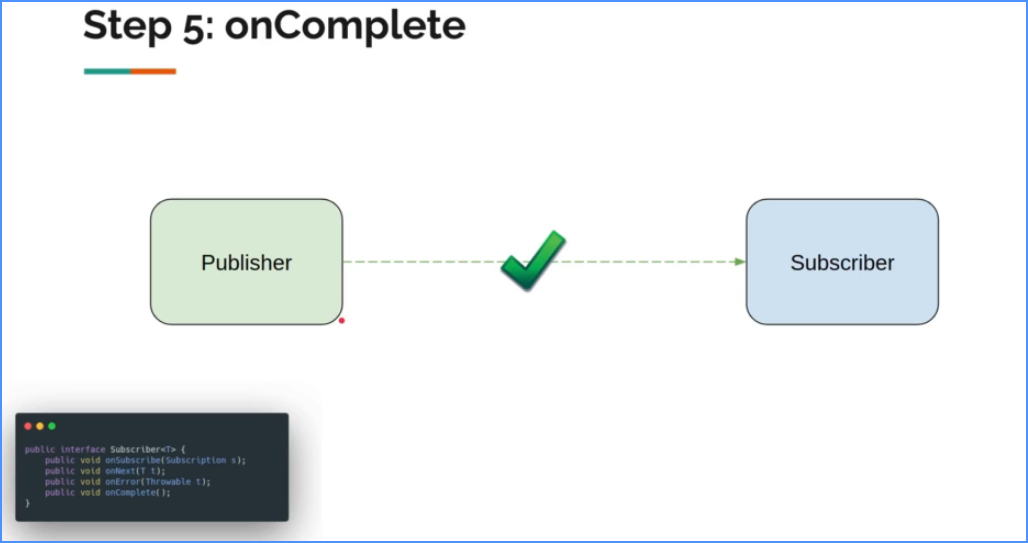 Step 5: onComplete
Publisher
Subscriber
public interface Subscriber<T> {
    public void onSubscribe(Subscription s);
    public void onNext(T t);
    public void onError(Throwable t);
    public void onComplete();
}